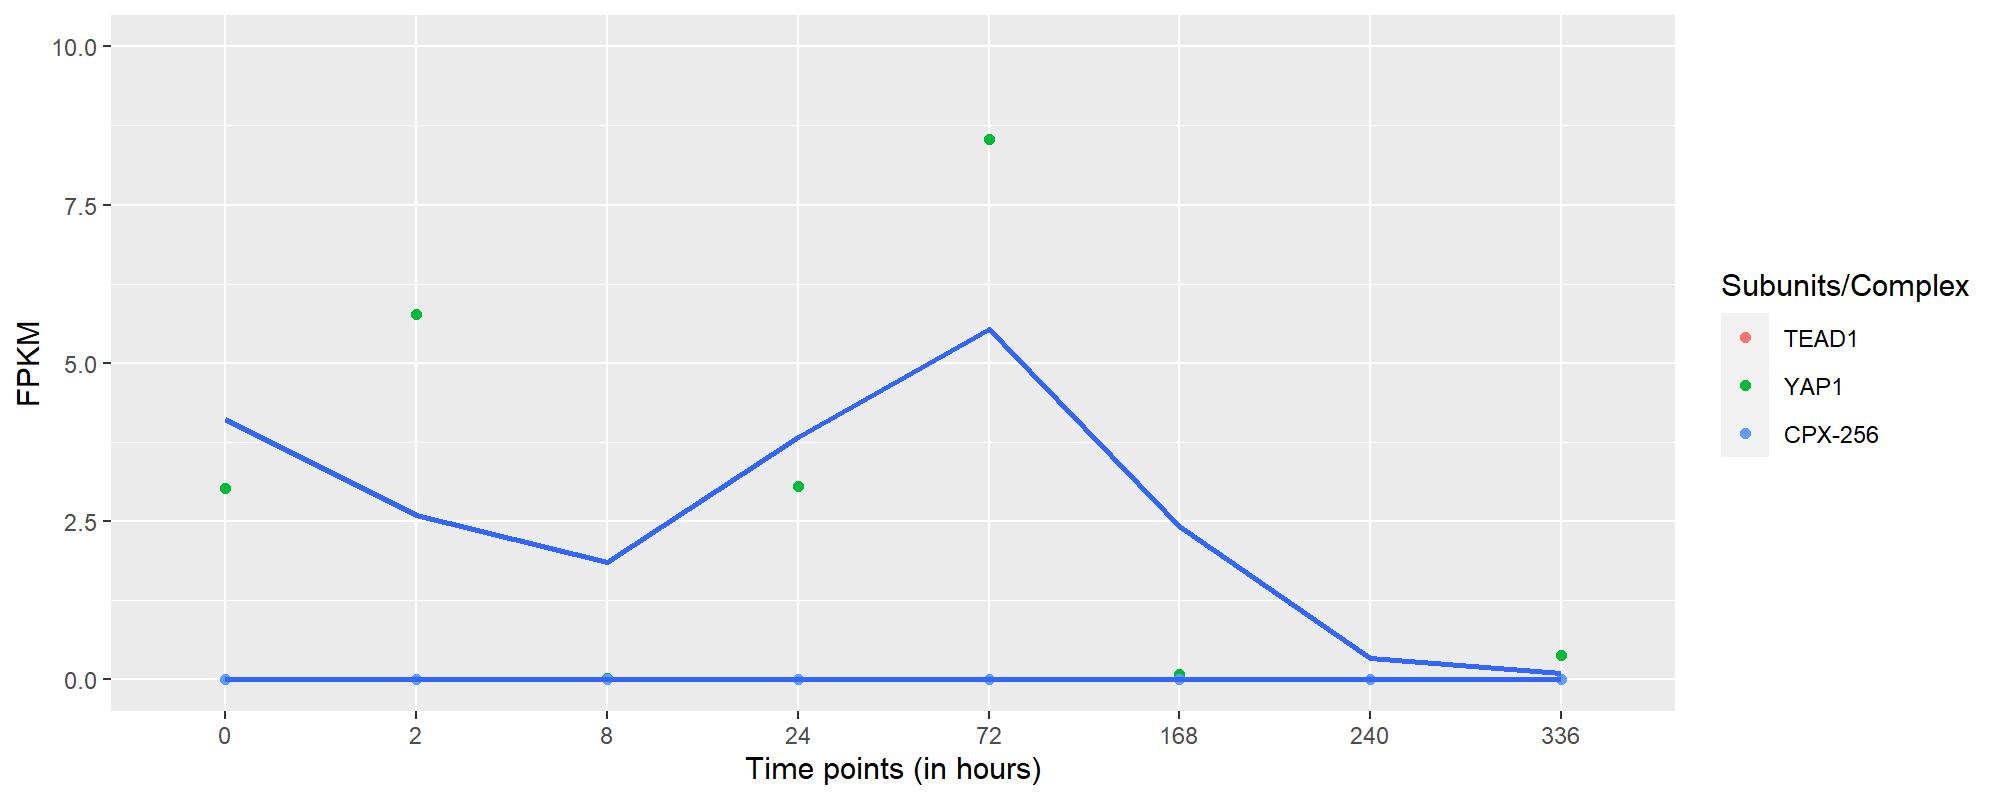 10.0
7.5
5.0
2.5
0.0
FPKM
0 2 8 24 72 168 240 336
Time points (in hours)
Subunits/Complex
TEAD1
YAP1
CPX-256